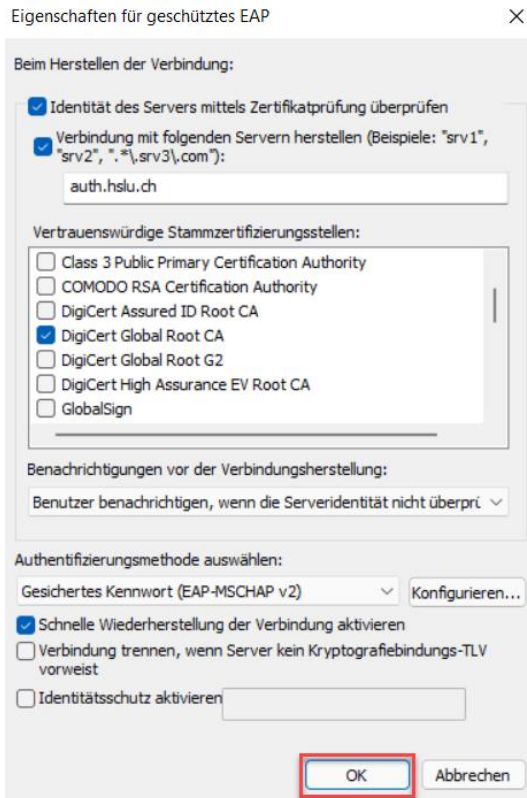 Eigenschaften für geschütztes EAP
Beim Herstellen der Verbindung:
Identität des Servers mittels Zertifikatprüfung überprüfen
Verbindung mit folgenden Servern herstellen (Beispiele: "srv1",
"srv2", ".*\.srv3\.com"):
auth.hslu.ch
Vertrauenswürdige Stammzertifizierungsstellen:
Class 3 Public Primary Certification Authority
COMODO RSA Certification Authority
DigiCert Assured ID Root CA
DigiCert Global Root CA
DigiCert Global Root G2
DigiCert High Assurance EV Root CA
GlobalSign
Benachrichtigungen vor der Verbindungsherstellung:
Benutzer benachrichtigen, wenn die Serveridentität nicht überprü
Authentifizierungsmethode auswählen:
Gesichertes Kennwort (EAP-MSCHAP v2)
Konfigurieren...
Schnelle Wiederherstellung der Verbindung aktivieren
Verbindung trennen, wenn Server kein Kryptografiebindungs-TLV
vorweist
Identitätsschutz aktivieren
OK
Abbrechen